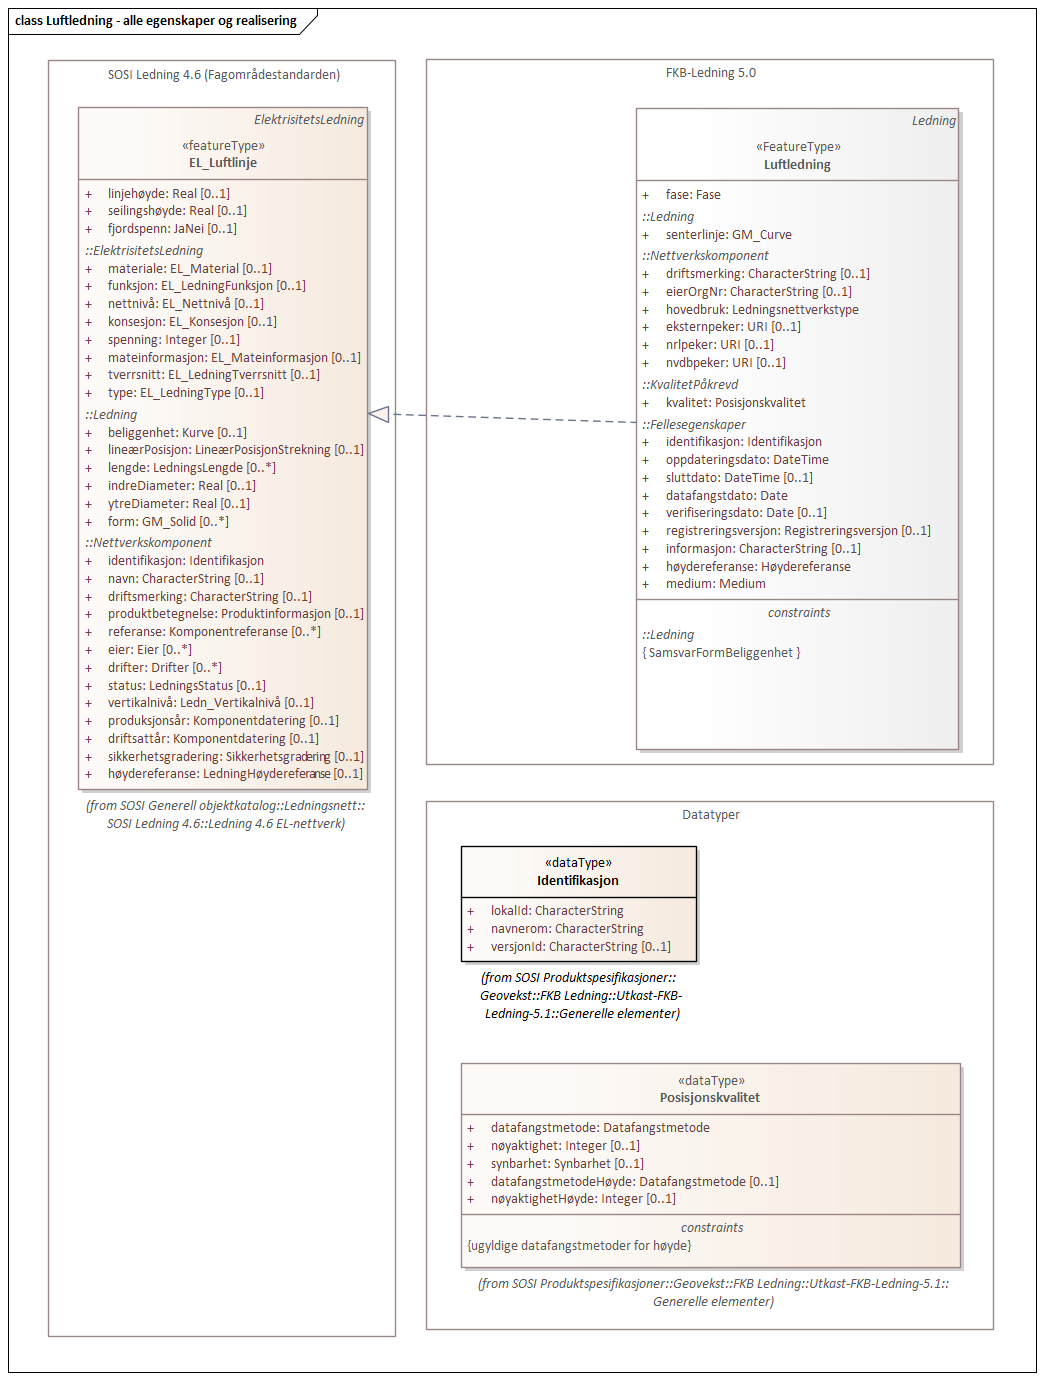 class Luftledning - alle egenskaper og realisering
SOSI Ledning 4.6 (Fagområdestandarden)
ElektrisitetsLedning
«featureType»
EL_Luftlinje
+ linjehøyde: Real [0..1]
+ seilingshøyde: Real [0..1]
+ fjordspenn: JaNei [0..1]
::ElektrisitetsLedning
+ materiale: EL_Material [0..1]
+ funksjon: EL_LedningFunksjon [0..1]
+ nettnivå: EL_Nettnivå [0..1]
+ konsesjon: EL_Konsesjon [0..1]
+ spenning: Integer [0..1]
+ mateinformasjon: EL_Mateinformasjon [0..1]
+ tverrsnitt: EL_LedningTverrsnitt [0..1]
+ type: EL_LedningType [0..1]
::Ledning
+ beliggenhet: Kurve [0..1]
+ lineærPosisjon: LineærPosisjonStrekning [0..1]
+ lengde: LedningsLengde [0..*]
+ indreDiameter: Real [0..1]
+ ytreDiameter: Real [0..1]
+ form: GM_Solid [0..*]
::Nettverkskomponent
+ identifikasjon: Identifikasjon
+ navn: CharacterString [0..1]
+ driftsmerking: CharacterString [0..1]
+ produktbetegnelse: Produktinformasjon [0..1]
+ referanse: Komponentreferanse [0..*]
+ eier: Eier [0..*]
+ drifter: Drifter [0..*]
+ status: LedningsStatus [0..1]
+ vertikalnivå: Ledn_Vertikalnivå [0..1]
+ produksjonsår: Komponentdatering [0..1]
+ driftsattår: Komponentdatering [0..1]
+ sikkerhetsgradering: Sikkerhetsgradering [0..1]
+ høydereferanse: LedningHøydereferanse [0..1]
(from SOSI Generell objektkatalog::Ledningsnett::
SOSI Ledning 4.6::Ledning 4.6 EL-nettverk)
FKB-Ledning 5.0
Ledning
«FeatureType»
Luftledning
+ fase: Fase
::Ledning
+ senterlinje: GM_Curve
::Nettverkskomponent
+ driftsmerking: CharacterString [0..1]
+ eierOrgNr: CharacterString [0..1]
+ hovedbruk: Ledningsnettverkstype
+ eksternpeker: URI [0..1]
+ nrlpeker: URI [0..1]
+ nvdbpeker: URI [0..1]
::KvalitetPåkrevd
+ kvalitet: Posisjonskvalitet
::Fellesegenskaper
+ identifikasjon: Identifikasjon
+ oppdateringsdato: DateTime
+ sluttdato: DateTime [0..1]
+ datafangstdato: Date
+ verifiseringsdato: Date [0..1]
+ registreringsversjon: Registreringsversjon [0..1]
+ informasjon: CharacterString [0..1]
+ høydereferanse: Høydereferanse
+ medium: Medium
constraints
::Ledning
{ SamsvarFormBeliggenhet }
Datatyper
«dataType»
Identifikasjon
+ lokalId: CharacterString
+ navnerom: CharacterString
+ versjonId: CharacterString [0..1]
(from SOSI Produktspesifikasjoner::
Geovekst::FKB Ledning::Utkast-FKB-
Ledning-5.1::Generelle elementer)
«dataType»
Posisjonskvalitet
+ datafangstmetode: Datafangstmetode
+ nøyaktighet: Integer [0..1]
+ synbarhet: Synbarhet [0..1]
+ datafangstmetodeHøyde: Datafangstmetode [0..1]
+ nøyaktighetHøyde: Integer [0..1]
constraints
{ugyldige datafangstmetoder for høyde}
(from SOSI Produktspesifikasjoner::Geovekst::FKB Ledning::Utkast-FKB-Ledning-5.1::
Generelle elementer)